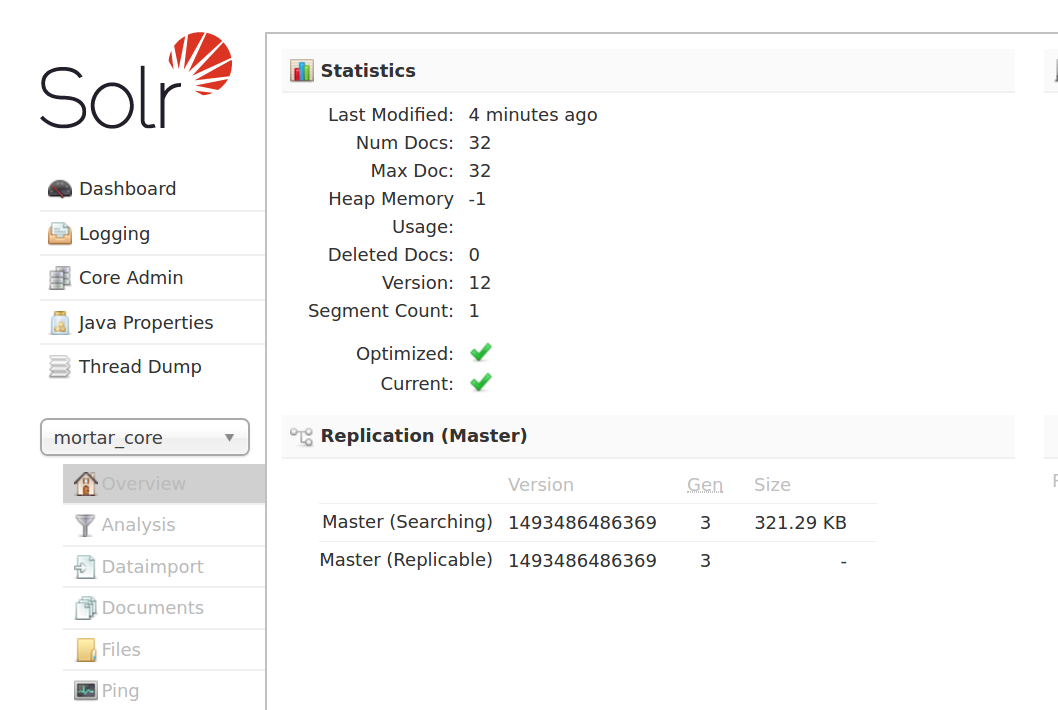 Solr
Dashboard
Logging
Core Admin
Java Properties
Thread Dump
mortar_core
Overview
Analysis
Dataimport
Documents
Files
Ping
Statistics
Last Modified: 4 minutes ago
Num Docs: 32
Max Doc: 32
Heap Memory -1
Usage:
Deleted Docs: 0
Version: 12
Segment Count: 1
Optimized:
Current:
Replication (Master)
Version Gen Size
Master (Searching) 1493486486369 3 321.29 KB
Master (Replicable) 1493486486369 3 -